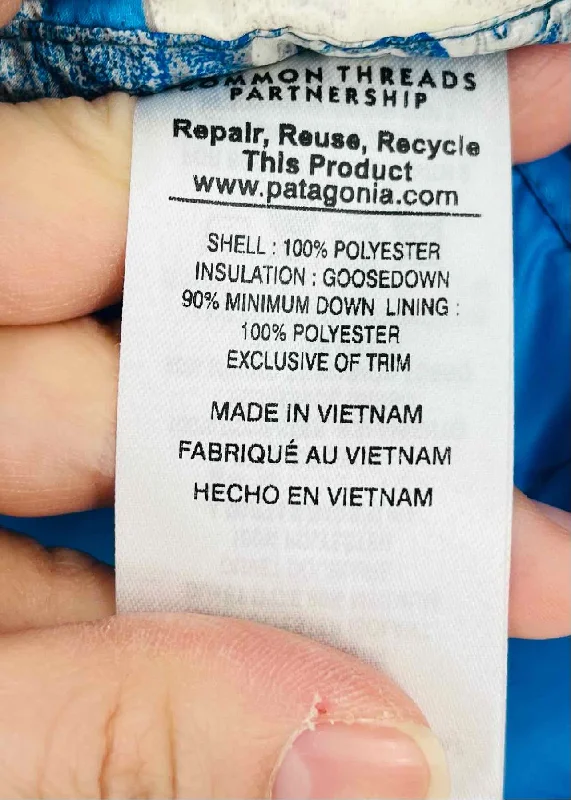 COMMON THREADS
PARTNERSHIP
Repair, Reuse, Recycle
This Product
www.patagonia.com
SHELL : 100% POLYESTER
INSULATION : GOOSEDOWN
90% MINIMUM DOWN LINING :
100% POLYESTER
EXCLUSIVE OF TRIM
MADE IN VIETNAM
FABRIQUÉ AU VIETNAM
HECHO EN VIETNAM